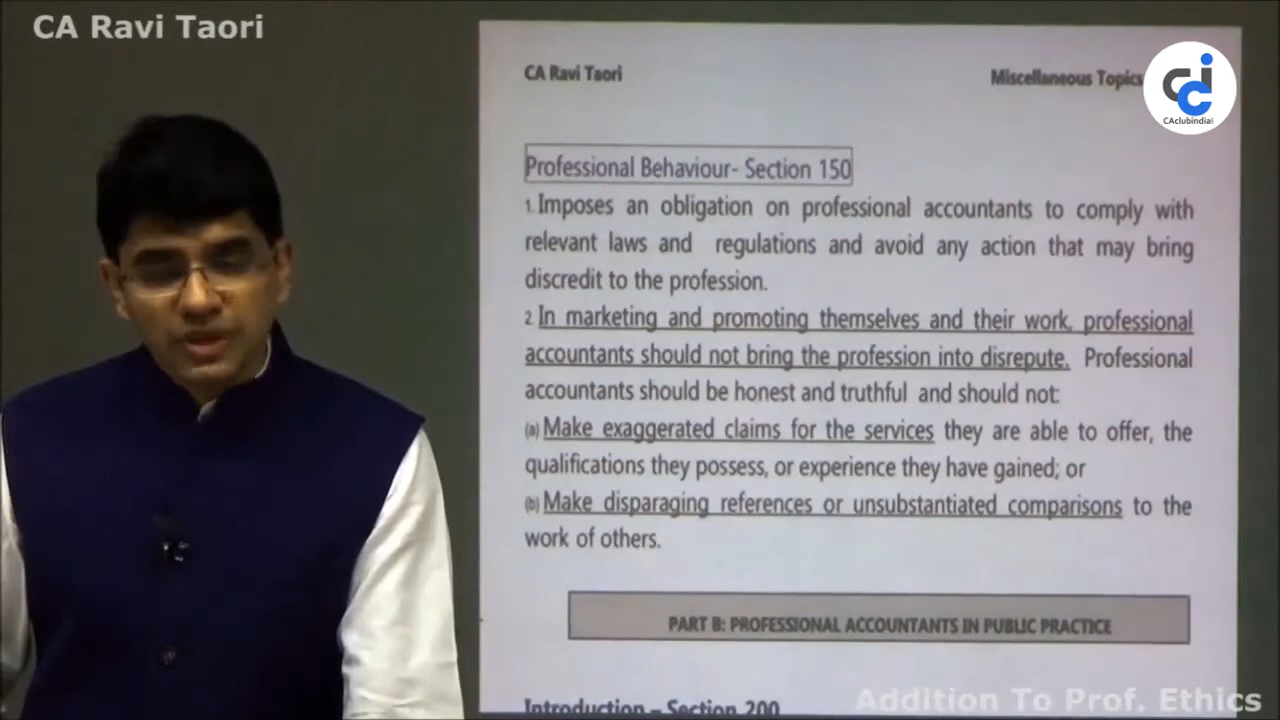 CA Ravi Taori
CA Ravi Taori
Miscellaneous Topics
CAclubindia
Professional Behaviour- Section 150
1. Imposes an obligation on professional accountants to comply with
relevant laws and regulations and avoid any action that may bring
discredit to the profession.
2. In marketing and promoting themselves and their work, professional
accountants should not bring the profession into disrepute. Professional
accountants should be honest and truthful and should not:
(a) Make exaggerated claims for the services they are able to offer, the
qualifications they possess, or experience they have gained; or
(b) Make disparaging references or unsubstantiated comparisons to the
work of others.
PART B: PROFESSIONAL ACCOUNTANTS IN PUBLIC PRACTICE
Introduction – Section 200
Addition To Prof. Ethics